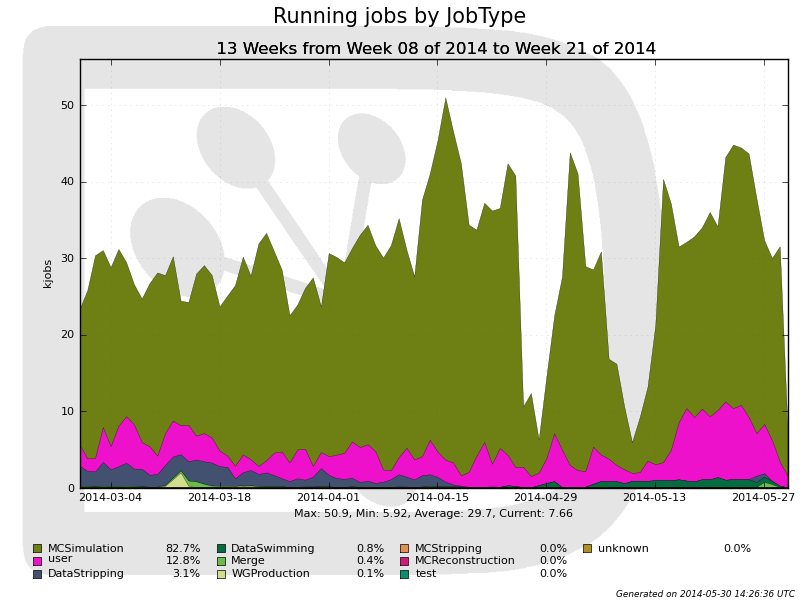 Running jobs by JobType
13 Weeks from Week 08 of 2014 to Week 21 of 2014
50
40
30
20
10
0
kjobs
2014-03-04 2014-03-18 2014-04-01 2014-04-15 2014-04-29 2014-05-13 2014-05-27
Max: 50.9, Min: 5.92, Average: 29.7, Current: 7.66
MCSimulation 82.7% DataSwimming 0.8% MCStripping 0.0% unknown 0.0%
user 12.8% Merge 0.4% MCReconstruction 0.0%
DataStripping 3.1% WGProduction 0.1% test 0.0%
Generated on 2014-05-30 14:26:36 UTC